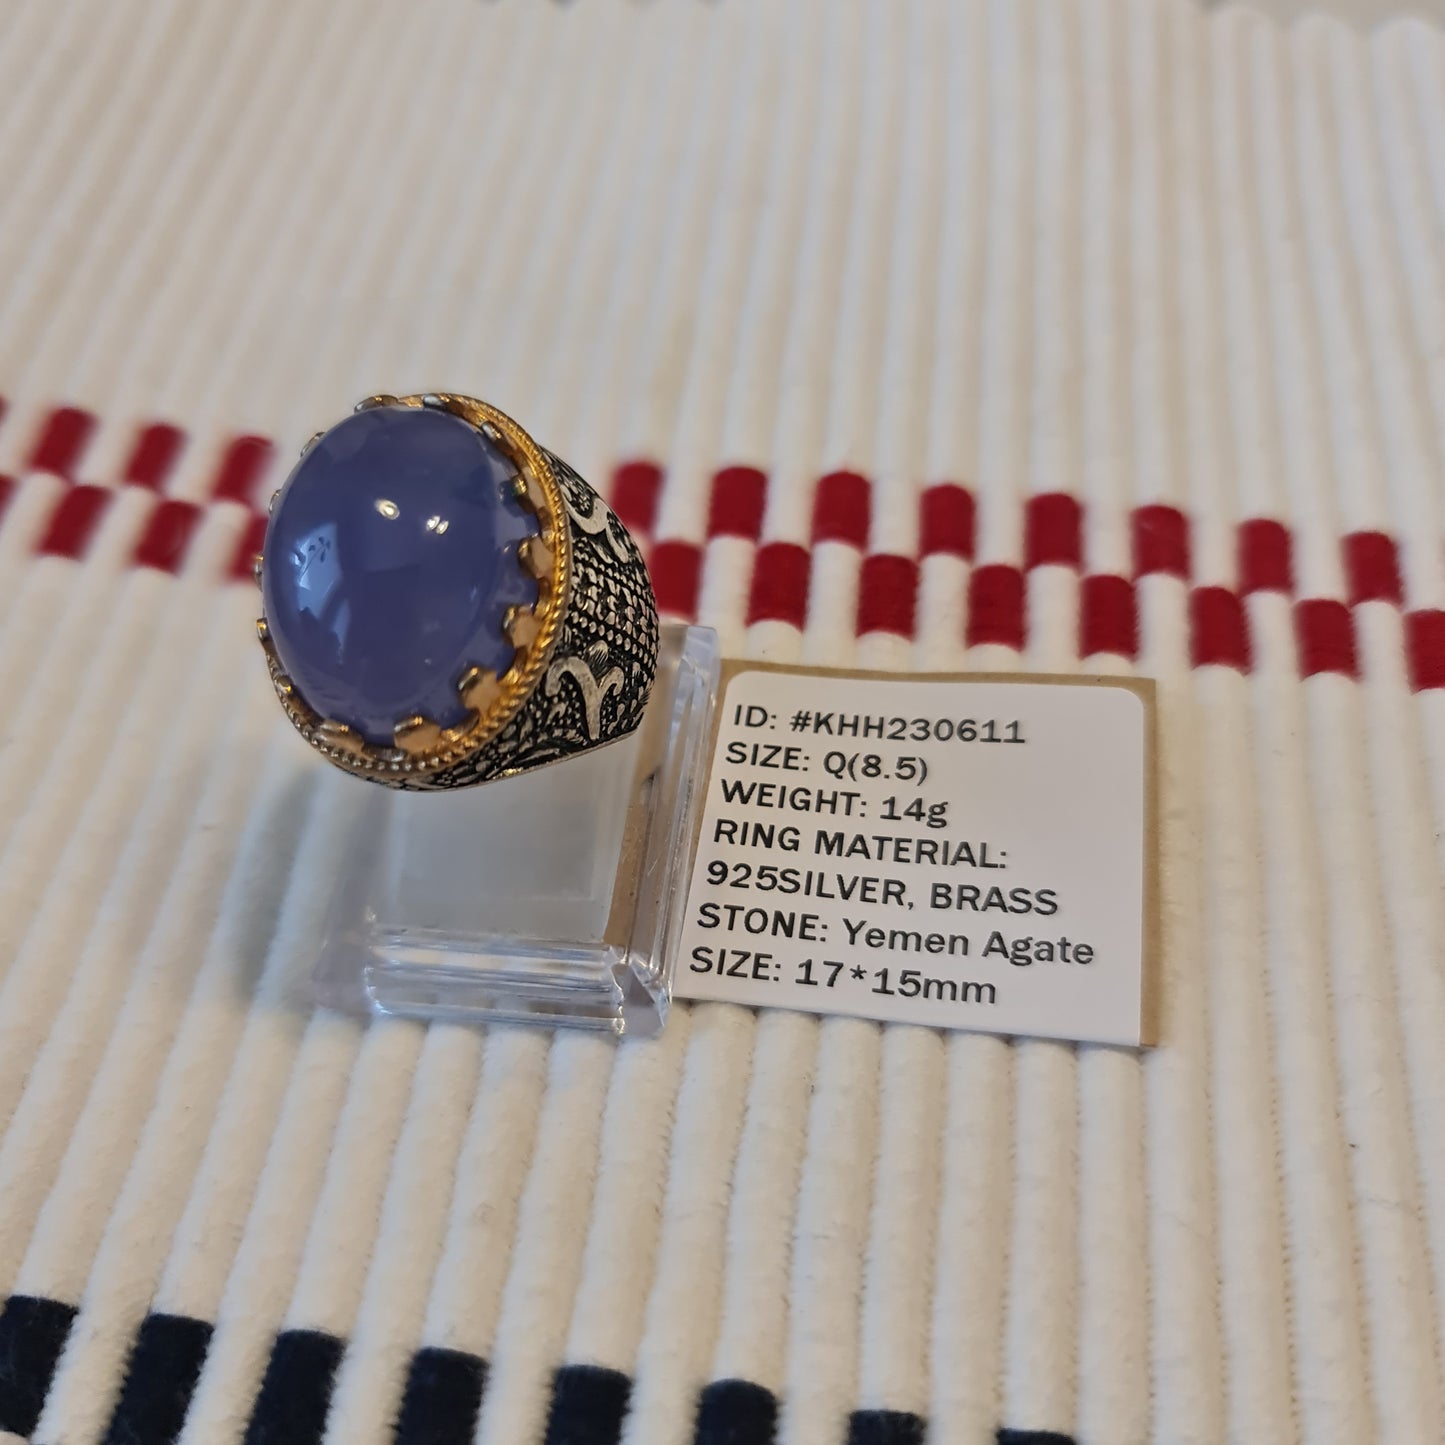 ID: #KHH230611
SIZE: Q(8.5)
WEIGHT: 14g
RING MATERIAL:
925SILVER, BRASS
STONE: Yemen Agate
SIZE: 17*15mm